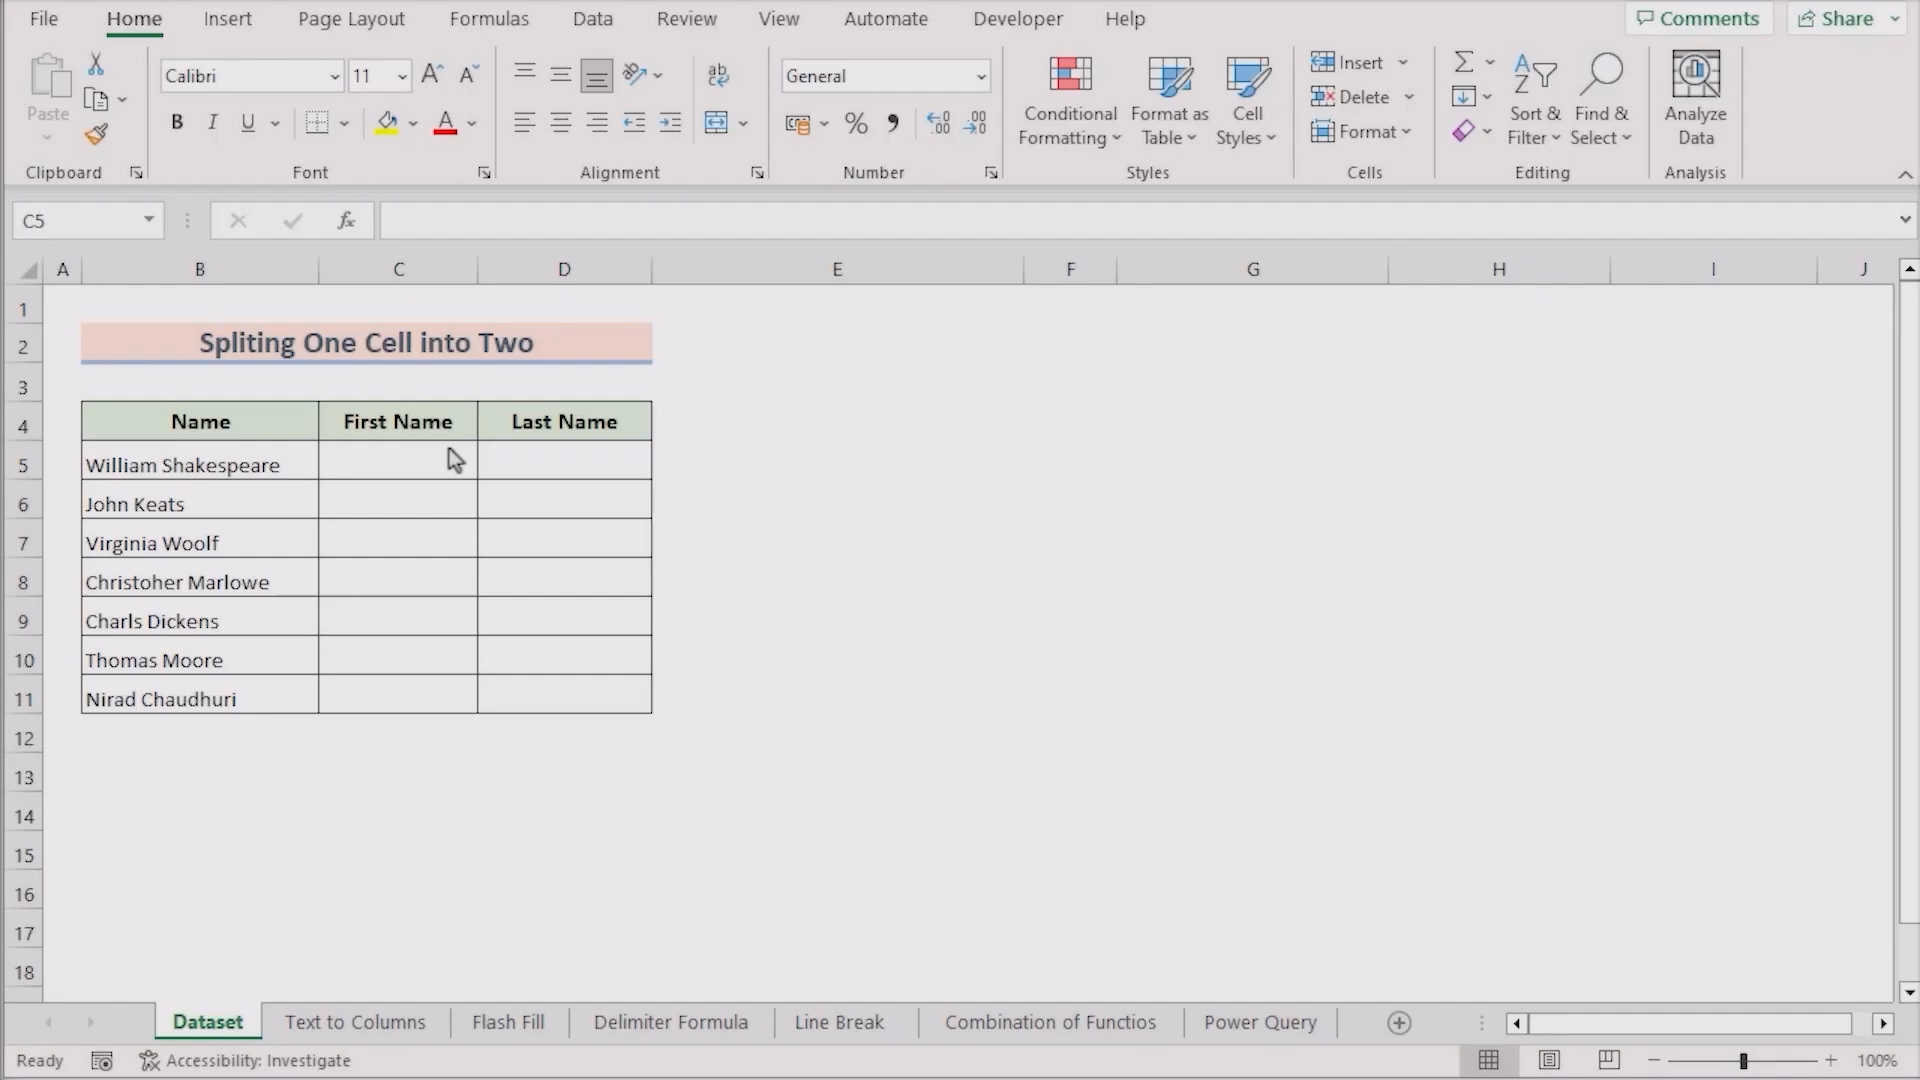 File Home Insert Page Layout Formulas Data Review View Automate Developer Help Comments Share
Paste Calibri 11 A A ab General Conditional Formatting Format as Table Cell Styles Insert Delete Format Sort & Filter Find & Select Analyze Data
B I U A % 9 .00 .00
Clipboard Font Alignment Number Styles Cells Editing Analysis
C5 fx
A B C D E F G H I J
1
2 Spliting One Cell into Two
3
4 Name First Name Last Name
5 William Shakespeare
6 John Keats
7 Virginia Woolf
8 Christoher Marlowe
9 Charls Dickens
10 Thomas Moore
11 Nirad Chaudhuri
12
13
14
15
16
17
18
Dataset Text to Columns Flash Fill Delimiter Formula Line Break Combination of Functios Power Query
Ready Accessibility: Investigate 100%